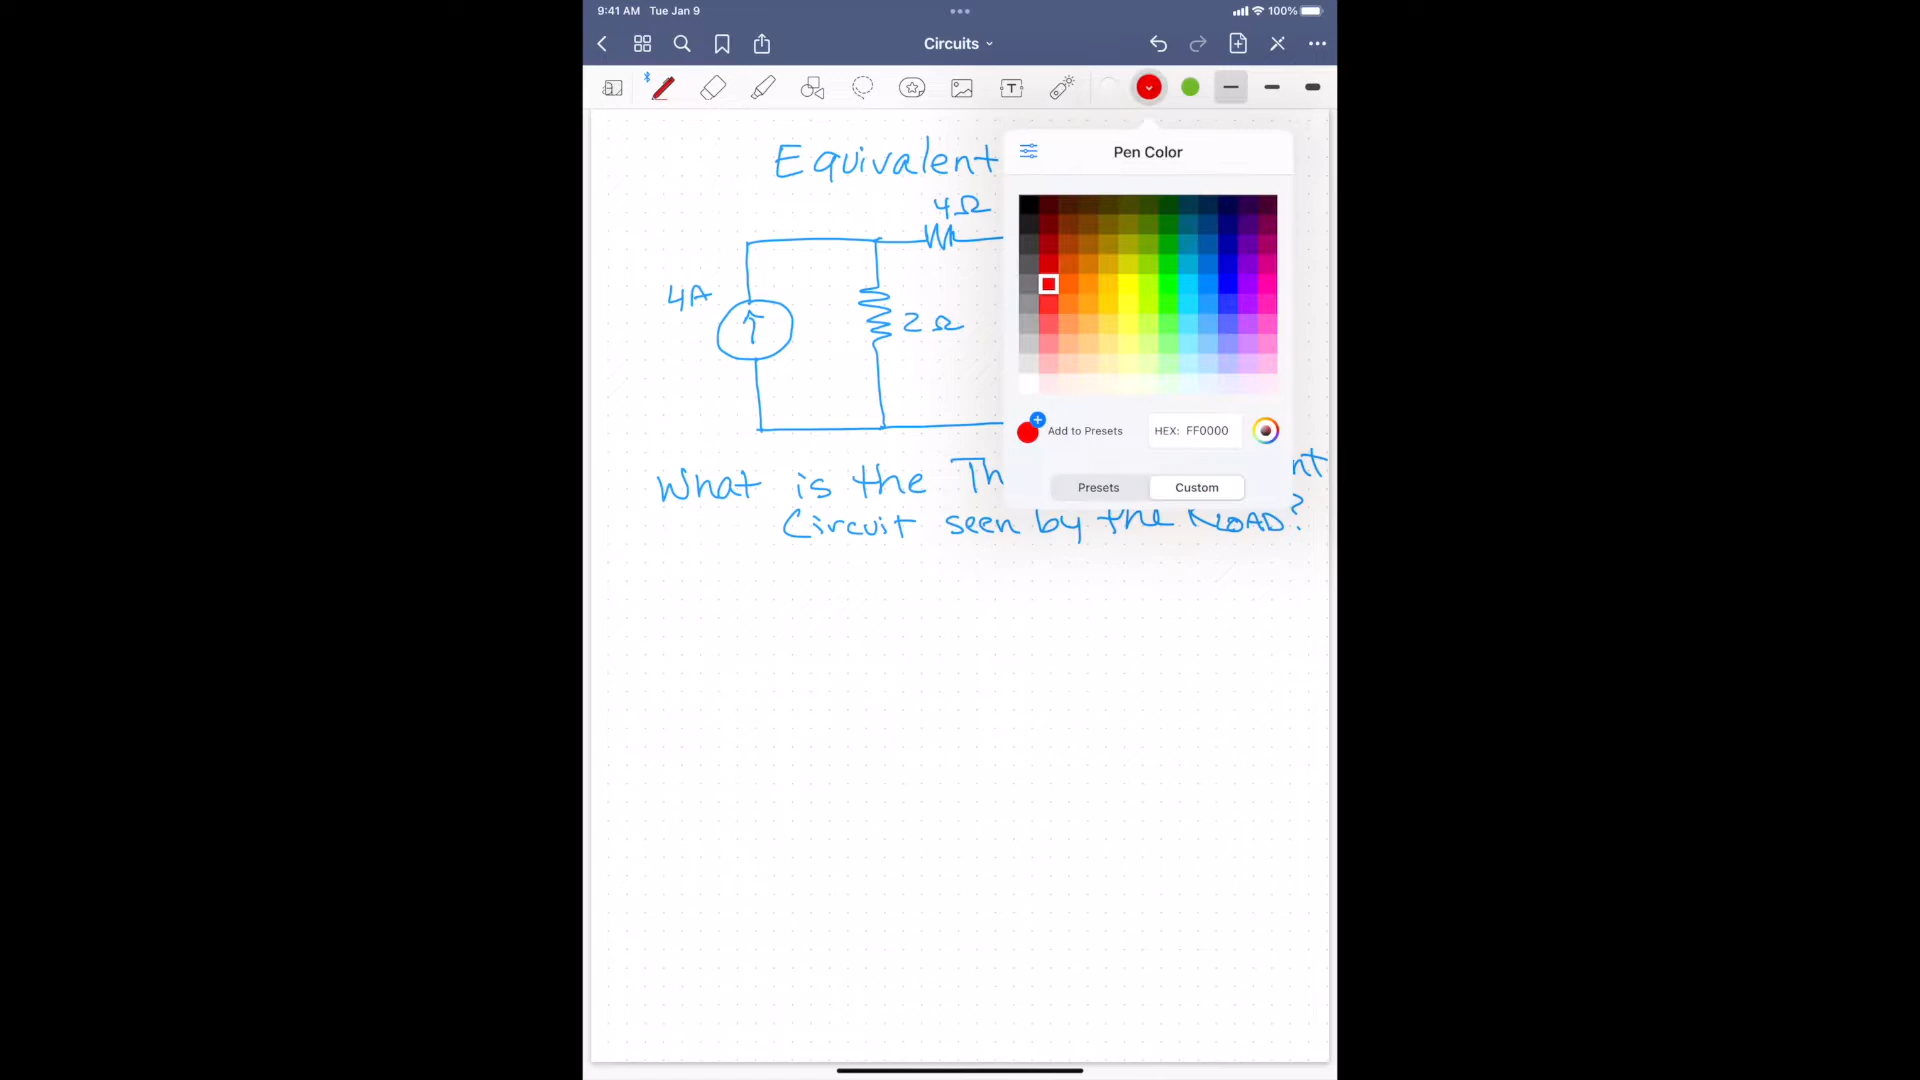 9:41 AM Tue Jan 9
100%
Circuits
Pen Color
Equivalent
4Ω
4A
2Ω
Add to Presets
HEX: FF0000
Presets
Custom
What is the Th nt
Circuit seen by the LOAD?